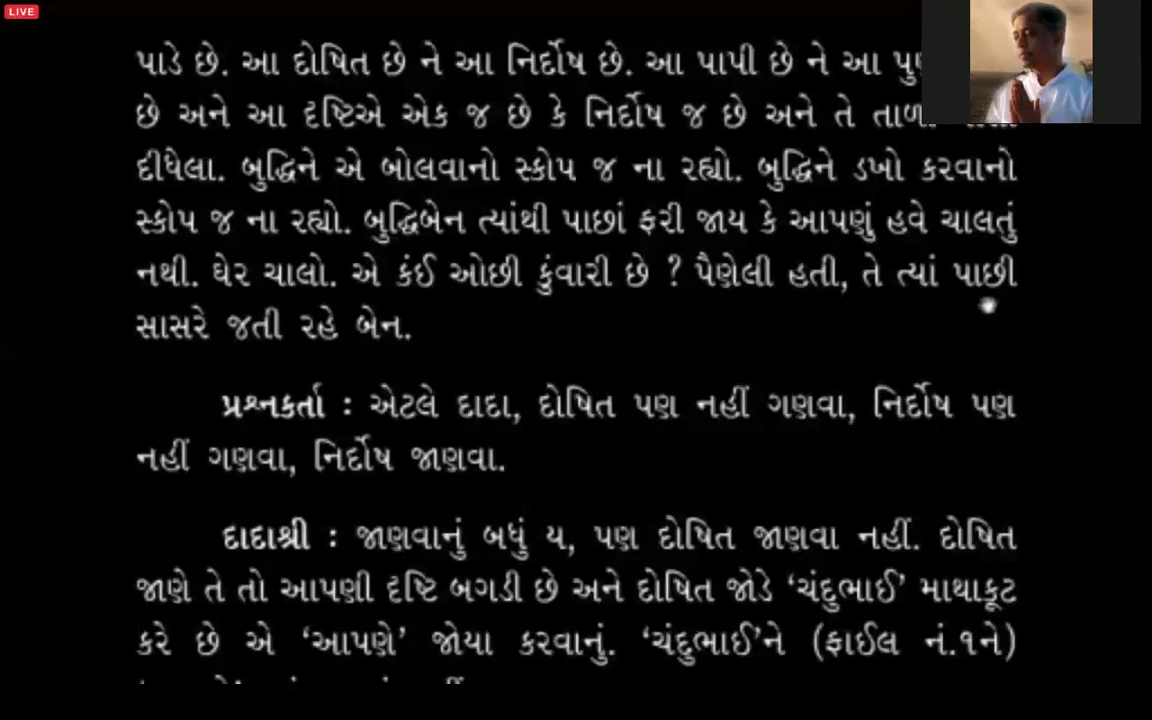 LIVE
પાડે છે. આ દોષિત છે ને આ નિર્દોષ છે. આ પાપી છે ને આ
છે અને આ દૃષ્ટિએ એક જ છે કે નિર્દોષ જ છે અને તે
દીધેલા. બુદ્ધિને એ બોલવાનો સ્કોપ જ ના રહ્યો. બુદ્ધિને ડખો કરવાનો
સ્કોપ જ ના રહ્યો. બુદ્ધિબેન ત્યાંથી પાછાં ફરી જાય કે આપણું હવે ચાલતું
નથી. ઘેર ચાલો. એ કંઈ ઓછી કુંવારી છે ? પૈણેલી હતી, તે ત્યાં પાછી
સાસરે જતી રહે બેન.
પ્રશ્નકર્તા : એટલે દાદા, દોષિત પણ નહીં ગણવા, નિર્દોષ પણ
નહીં ગણવા, નિર્દોષ જાણવા.
દાદાશ્રી : જાણવાનું બધું ય, પણ દોષિત જાણવા નહીં. દોષિત
જાણે તે તો આપણી દૃષ્ટિ બગડી છે અને દોષિત જોડે ‘ચંદુભાઈ’ માથાકૂટ
કરે છે એ ‘આપણે’ જોયા કરવાનું. ‘ચંદુભાઈ’ને (ફાઈલ નં.૧ને)